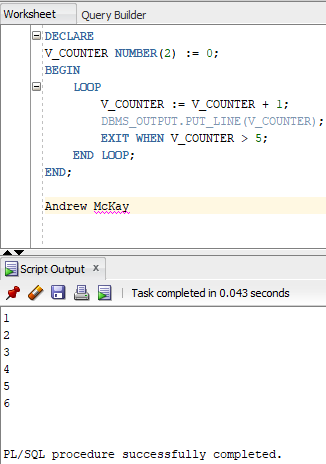 Worksheet Query Builder
DECLARE
V_COUNTER NUMBER(2) := 0;
BEGIN
LOOP
V_COUNTER := V_COUNTER + 1;
DBMS_OUTPUT.PUT_LINE(V_COUNTER);
EXIT WHEN V_COUNTER > 5;
END LOOP;
END;
Andrew McKay
Script Output x
Task completed in 0.043 seconds
1
2
3
4
5
6
PL/SQL procedure successfully completed.